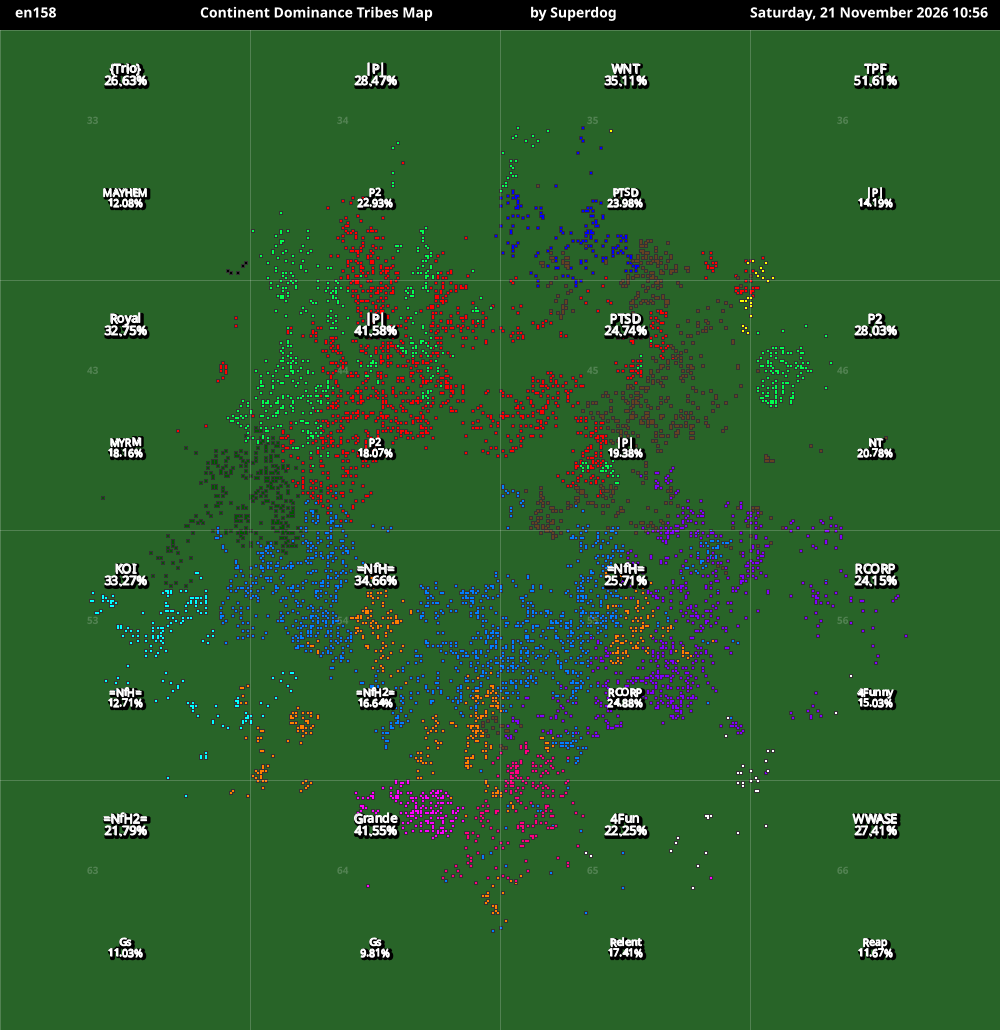 en158 Continent Dominance Tribes Map by Superdog Saturday, 21 November 2026 10:56
(Trio) |P| WNT TPF
26.63% 28.47% 35.11% 51.61%
33 34 35 36
MAYHEM P2 PTSD |P|
12.08% 22.93% 23.98% 14.19%
Royal |P| PTSD P2
32.75% 41.58% 24.74% 28.03%
43 44 45 46
MYRM P2 |P| NT
18.16% 18.07% 19.38% 20.78%
KOI =NfH= =NfH= RCORP
33.27% 34.66% 25.71% 24.15%
53 54 55 56
=NfH= =NfH2= RCORP 4Funny
12.71% 16.64% 24.88% 15.03%
=NfH2= Grande 4Fun WWASE
21.79% 41.55% 22.25% 27.41%
63 64 65 66
Gs Gs Relent Reap
11.03% 9.81% 17.41% 11.67%